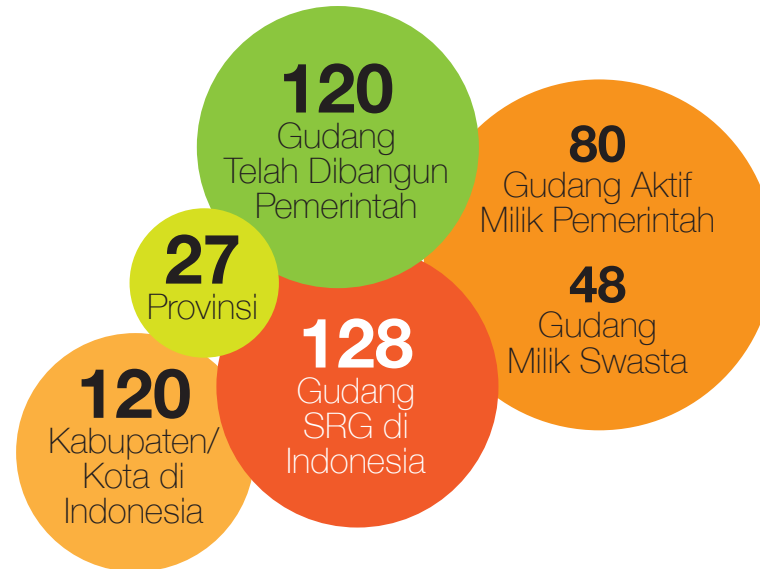 120
Gudang
Telah Dibangun
Pemerintah
80
Gudang Aktif
Milik Pemerintah
48
Gudang
Milik Swasta
27
Provinsi
128
Gudang
SRG di
Indonesia
120
Kabupaten/
Kota di
Indonesia